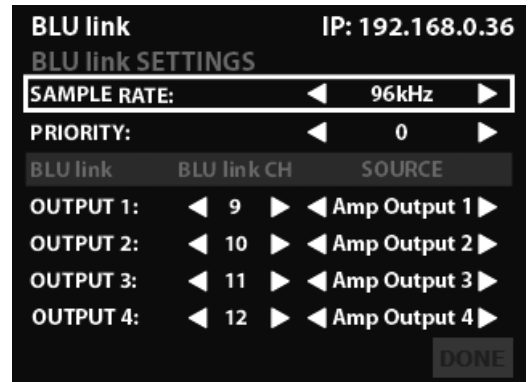 BLU link IP: 192.168.0.36
BLU link SETTINGS
SAMPLE RATE: 96kHz
PRIORITY: 0
BLU link BLU link CH SOURCE
OUTPUT 1: 9 Amp Output 1
OUTPUT 2: 10 Amp Output 2
OUTPUT 3: 11 Amp Output 3
OUTPUT 4: 12 Amp Output 4
DONE